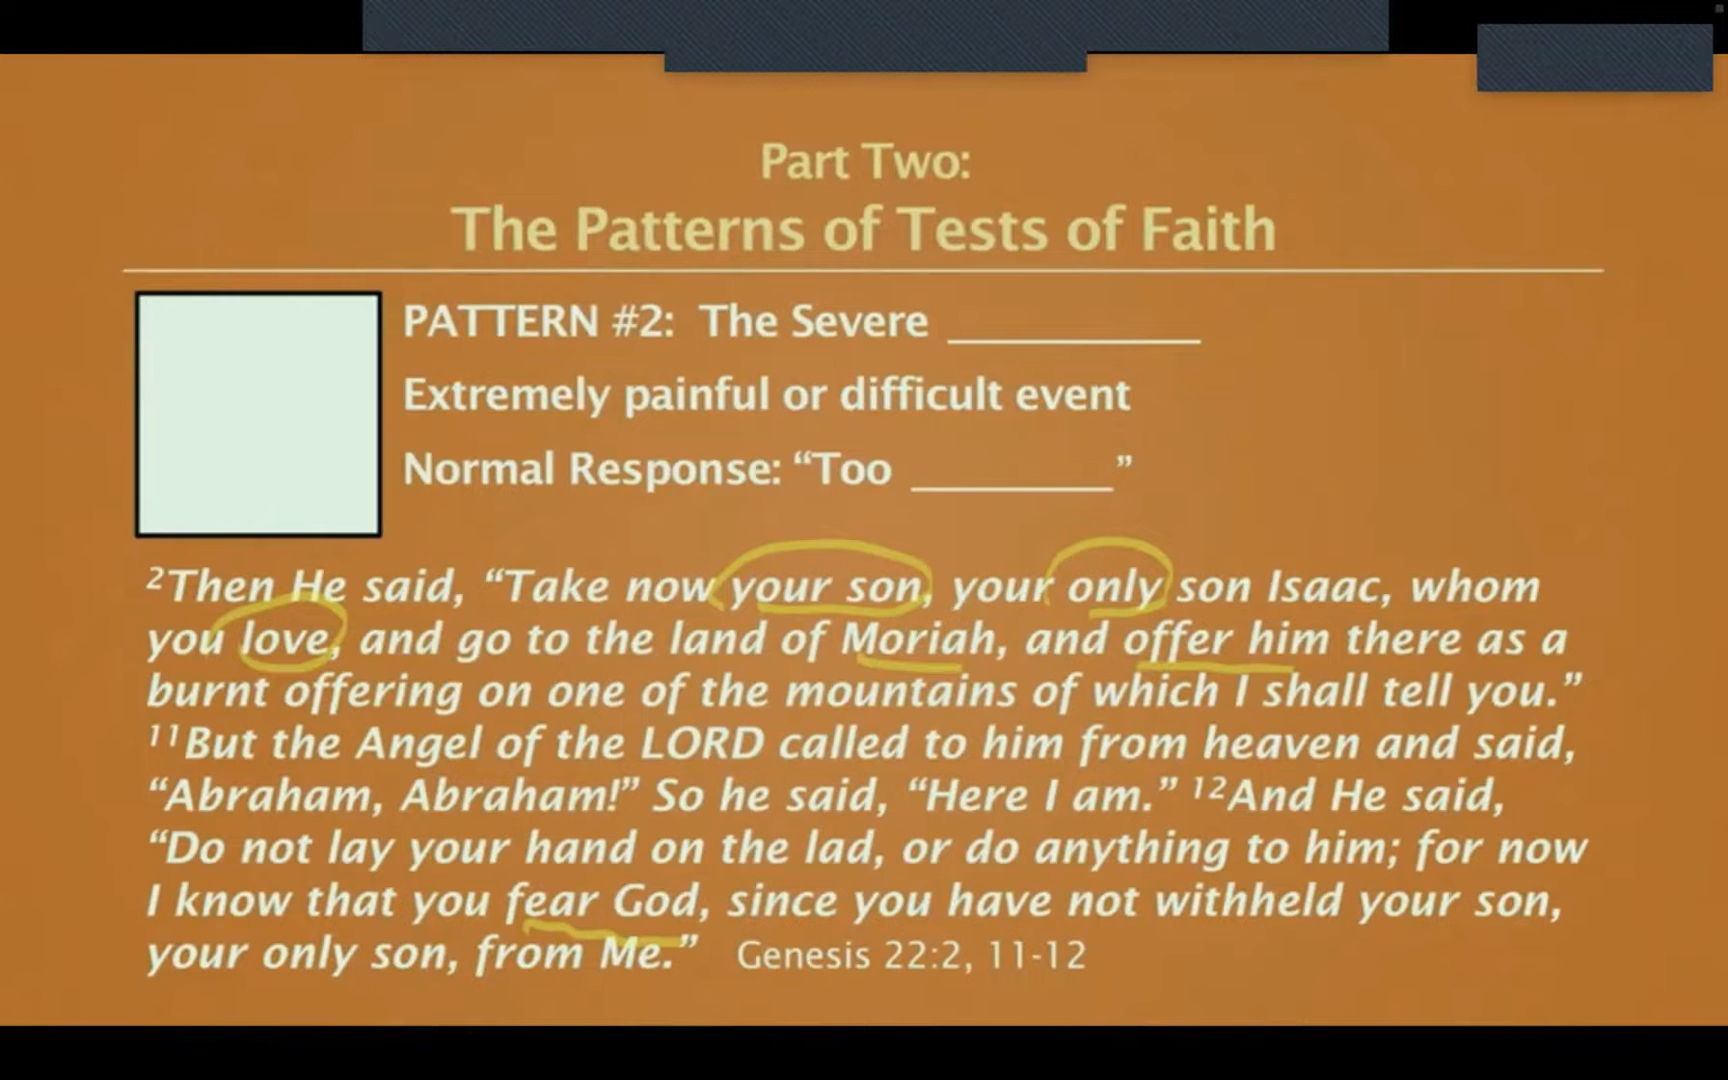 Part Two:
The Patterns of Tests of Faith
PATTERN #2: The Severe ____________
Extremely painful or difficult event
Normal Response: “Too _________”
²Then He said, “Take now your son, your only son Isaac, whom
you love, and go to the land of Moriah, and offer him there as a
burnt offering on one of the mountains of which I shall tell you.”
¹¹But the Angel of the LORD called to him from heaven and said,
“Abraham, Abraham!” So he said, “Here I am.” ¹²And He said,
“Do not lay your hand on the lad, or do anything to him; for now
I know that you fear God, since you have not withheld your son,
your only son, from Me.” Genesis 22:2, 11-12